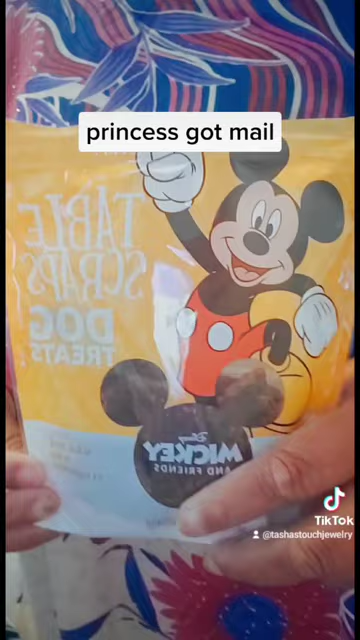 princess got mail
TABLE
SCRAPS
DOG
TREATS
Disney
MICKEY
AND FRIENDS
TikTok
@tashastouchjewelry